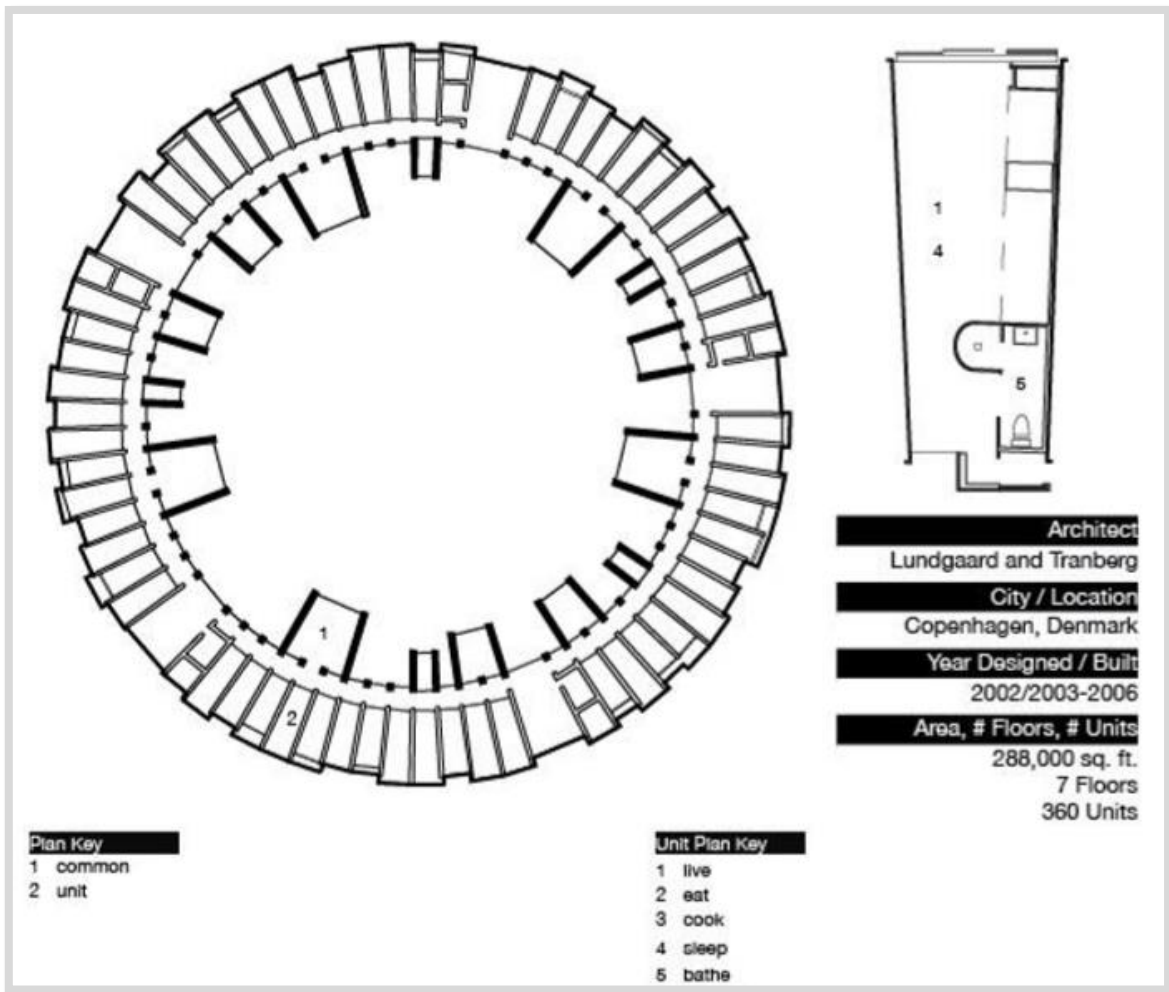 1
2
1
4
5
Architect
Lundgaard and Tranberg
City / Location
Copenhagen, Denmark
Year Designed / Built
2002/2003-2006
Area, # Floors, # Units
288,000 sq. ft.
7 Floors
360 Units
Plan Key
1 common
2 unit
Unit Plan Key
1 live
2 eat
3 cook
4 sleep
5 bathe